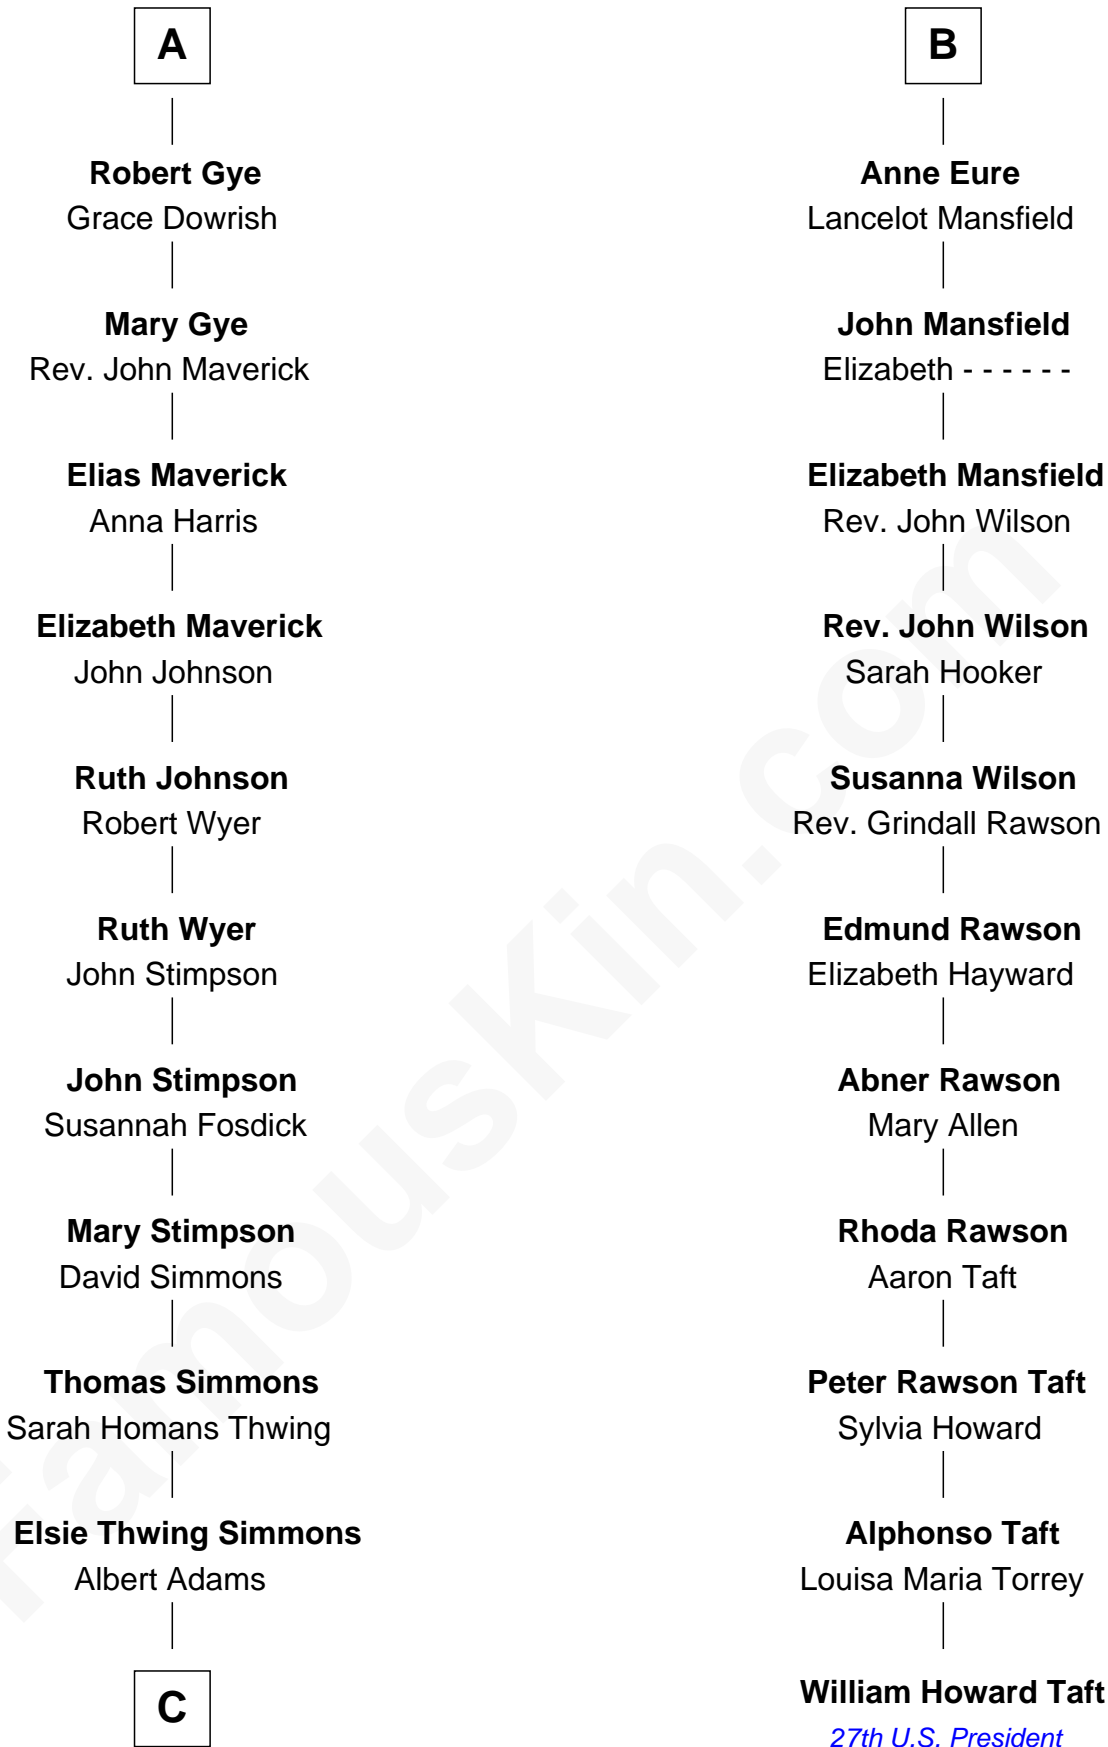 A
Robert Gye
Grace Dowrish
Mary Gye
Rev. John Maverick
Elias Maverick
Anna Harris
Elizabeth Maverick
John Johnson
Ruth Johnson
Robert Wyer
Ruth Wyer
John Stimpson
John Stimpson
Susannah Fosdick
Mary Stimpson
David Simmons
Thomas Simmons
Sarah Homans Thwing
Elsie Thwing Simmons
Albert Adams
C
B
Anne Eure
Lancelot Mansfield
John Mansfield
Elizabeth - - - - - -
Elizabeth Mansfield
Rev. John Wilson
Rev. John Wilson
Sarah Hooker
Susanna Wilson
Rev. Grindall Rawson
Edmund Rawson
Elizabeth Hayward
Abner Rawson
Mary Allen
Rhoda Rawson
Aaron Taft
Peter Rawson Taft
Sylvia Howard
Alphonso Taft
Louisa Maria Torrey
William Howard Taft
27th U.S. President
FamousKin.com